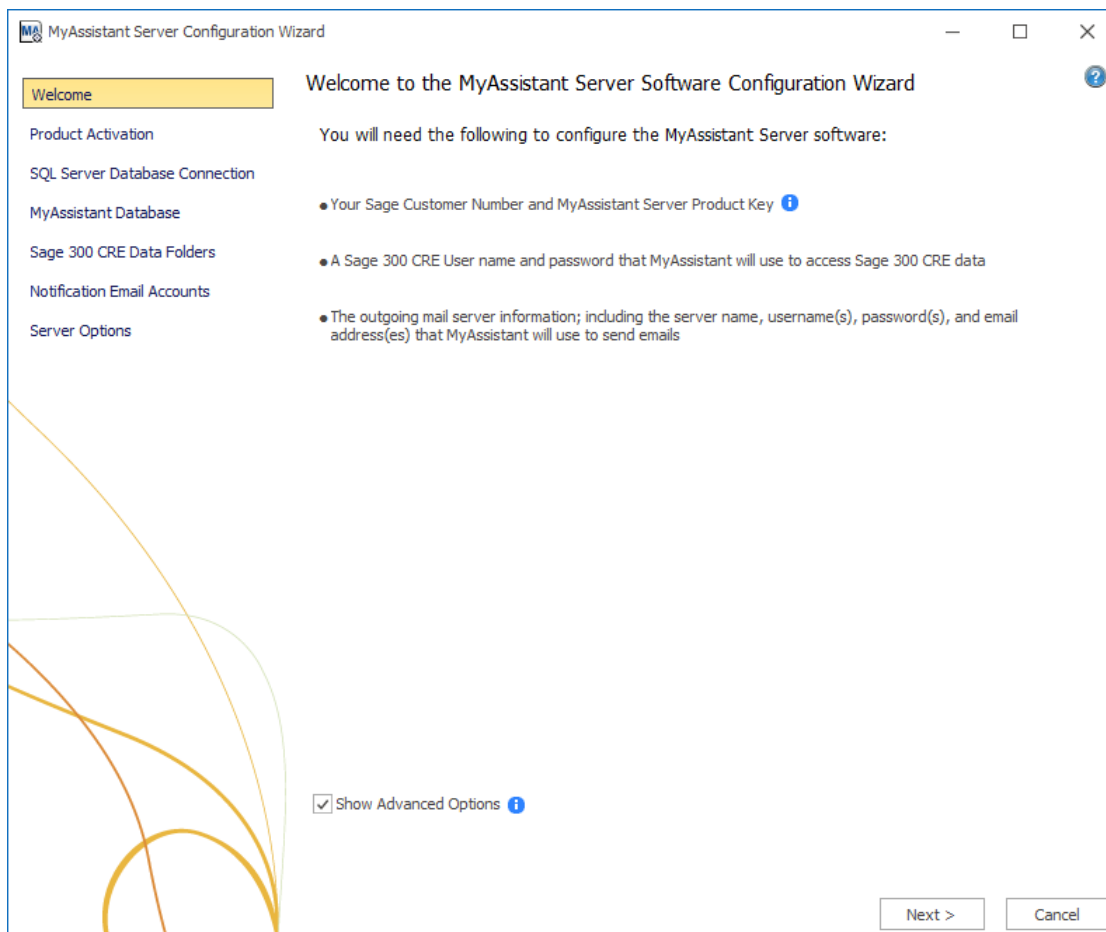 MyAssistant Server Configuration Wizard
Welcome
Product Activation
SQL Server Database Connection
MyAssistant Database
Sage 300 CRE Data Folders
Notification Email Accounts
Server Options
Welcome to the MyAssistant Server Software Configuration Wizard
You will need the following to configure the MyAssistant Server software:
● Your Sage Customer Number and MyAssistant Server Product Key
● A Sage 300 CRE User name and password that MyAssistant will use to access Sage 300 CRE data
● The outgoing mail server information; including the server name, username(s), password(s), and email
address(es) that MyAssistant will use to send emails
Show Advanced Options
Next >
Cancel